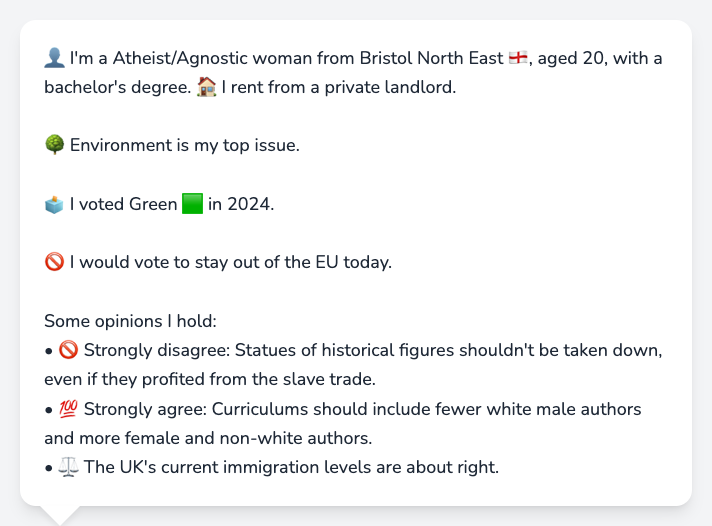 👤 I'm a Atheist/Agnostic woman from Bristol North East 🏴󠁧󠁢󠁥󠁮󠁧󠁿, aged 20, with a
bachelor's degree. 🏠 I rent from a private landlord.
🌳 Environment is my top issue.
🗳️ I voted Green 🟩 in 2024.
🚫 I would vote to stay out of the EU today.
Some opinions I hold:
• 🚫 Strongly disagree: Statues of historical figures shouldn't be taken down,
even if they profited from the slave trade.
• 💯 Strongly agree: Curriculums should include fewer white male authors
and more female and non-white authors.
• ⚖️ The UK's current immigration levels are about right.